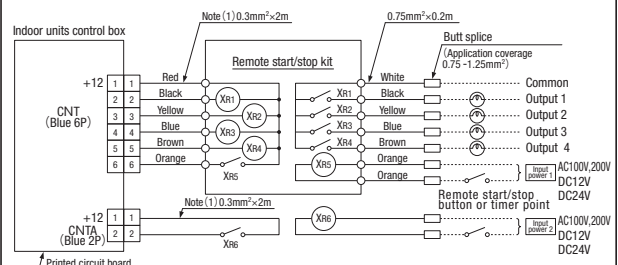 Note(1)0.3mm²×2m
0.75mm²×0.2m
Indoor units control box
Butt splice
(Application coverage
0.75 -1.25mm²)
Remote start/stop kit
+12 1 1 Red White Common
2 2 Black XR1 XR1 Black Output 1
CNT
(Blue 6P)
3 3 Yellow XR2 XR2 Yellow Output 2
4 4 Blue XR3 XR3 Blue Output 3
5 5 Brown XR4 XR4 Brown Output 4
6 6 Orange XR5 XR5 Orange
Orange
Input
power 1
AC100V,200V
DC12V
DC24V
Remote start/stop
button or timer point
Note(1)0.3mm²×2m
+12 1 1
CNTA
(Blue 2P)
2 2
XR6
XR6
Input
power 2
AC100V,200V
DC12V
DC24V
Printed circuit board